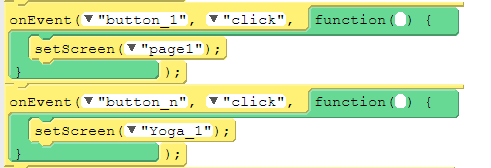 onEvent(▼"button_1", ▼"click", function( ) {
setScreen(▼"page1");
} );
onEvent(▼"button_n", ▼"click", function( ) {
setScreen(▼"Yoga_1");
} );